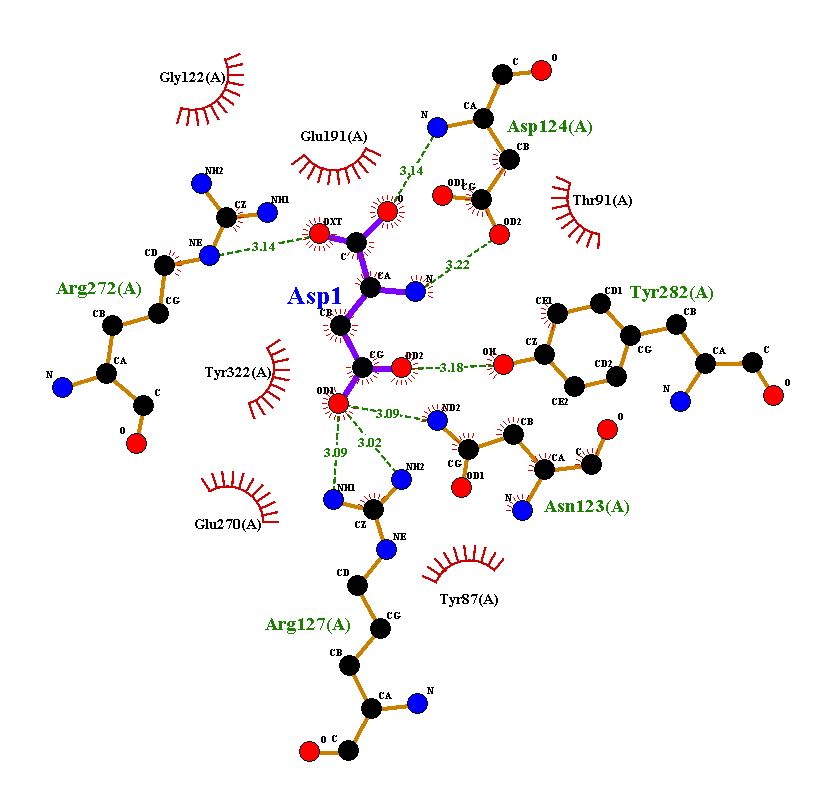 C O
Gly122(A)
CA
N
Asp124(A)
Glu191(A)
CB
3.14
NH2
OD1 CG
Thr91(A)
NH1
CZ
O
OXT
OD2
NE
3.14
C
CD
3.22
Arg272(A)
CA N
Asp1
CG
CB
CB
CE1 CD1 Tyr282(A)
CB
CZ CG
OH
CA C
CG OD2 3.18
CD2
Tyr322(A)
CA
N
CE2
N
O
OD1
C
3.09 ND2
O
O
3.02
CB
3.09
CG
CA C
NH2
OD1
NH1
N
Asn123(A)
CZ
Glu270(A)
NE
CD
Tyr87(A)
CG
Arg127(A)
CB
CA N
O C